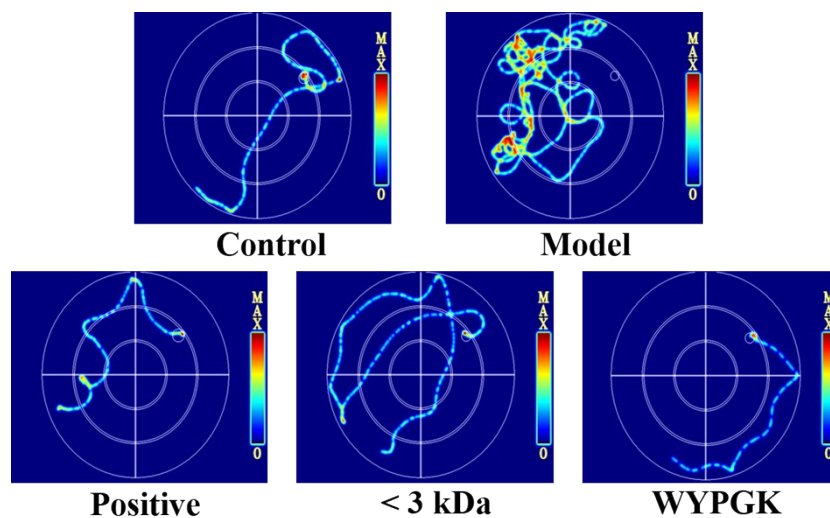 MAX
0
MAX
0
Control
Model
MAX
0
MAX
0
MAX
0
Positive
< 3 kDa
WYPGK